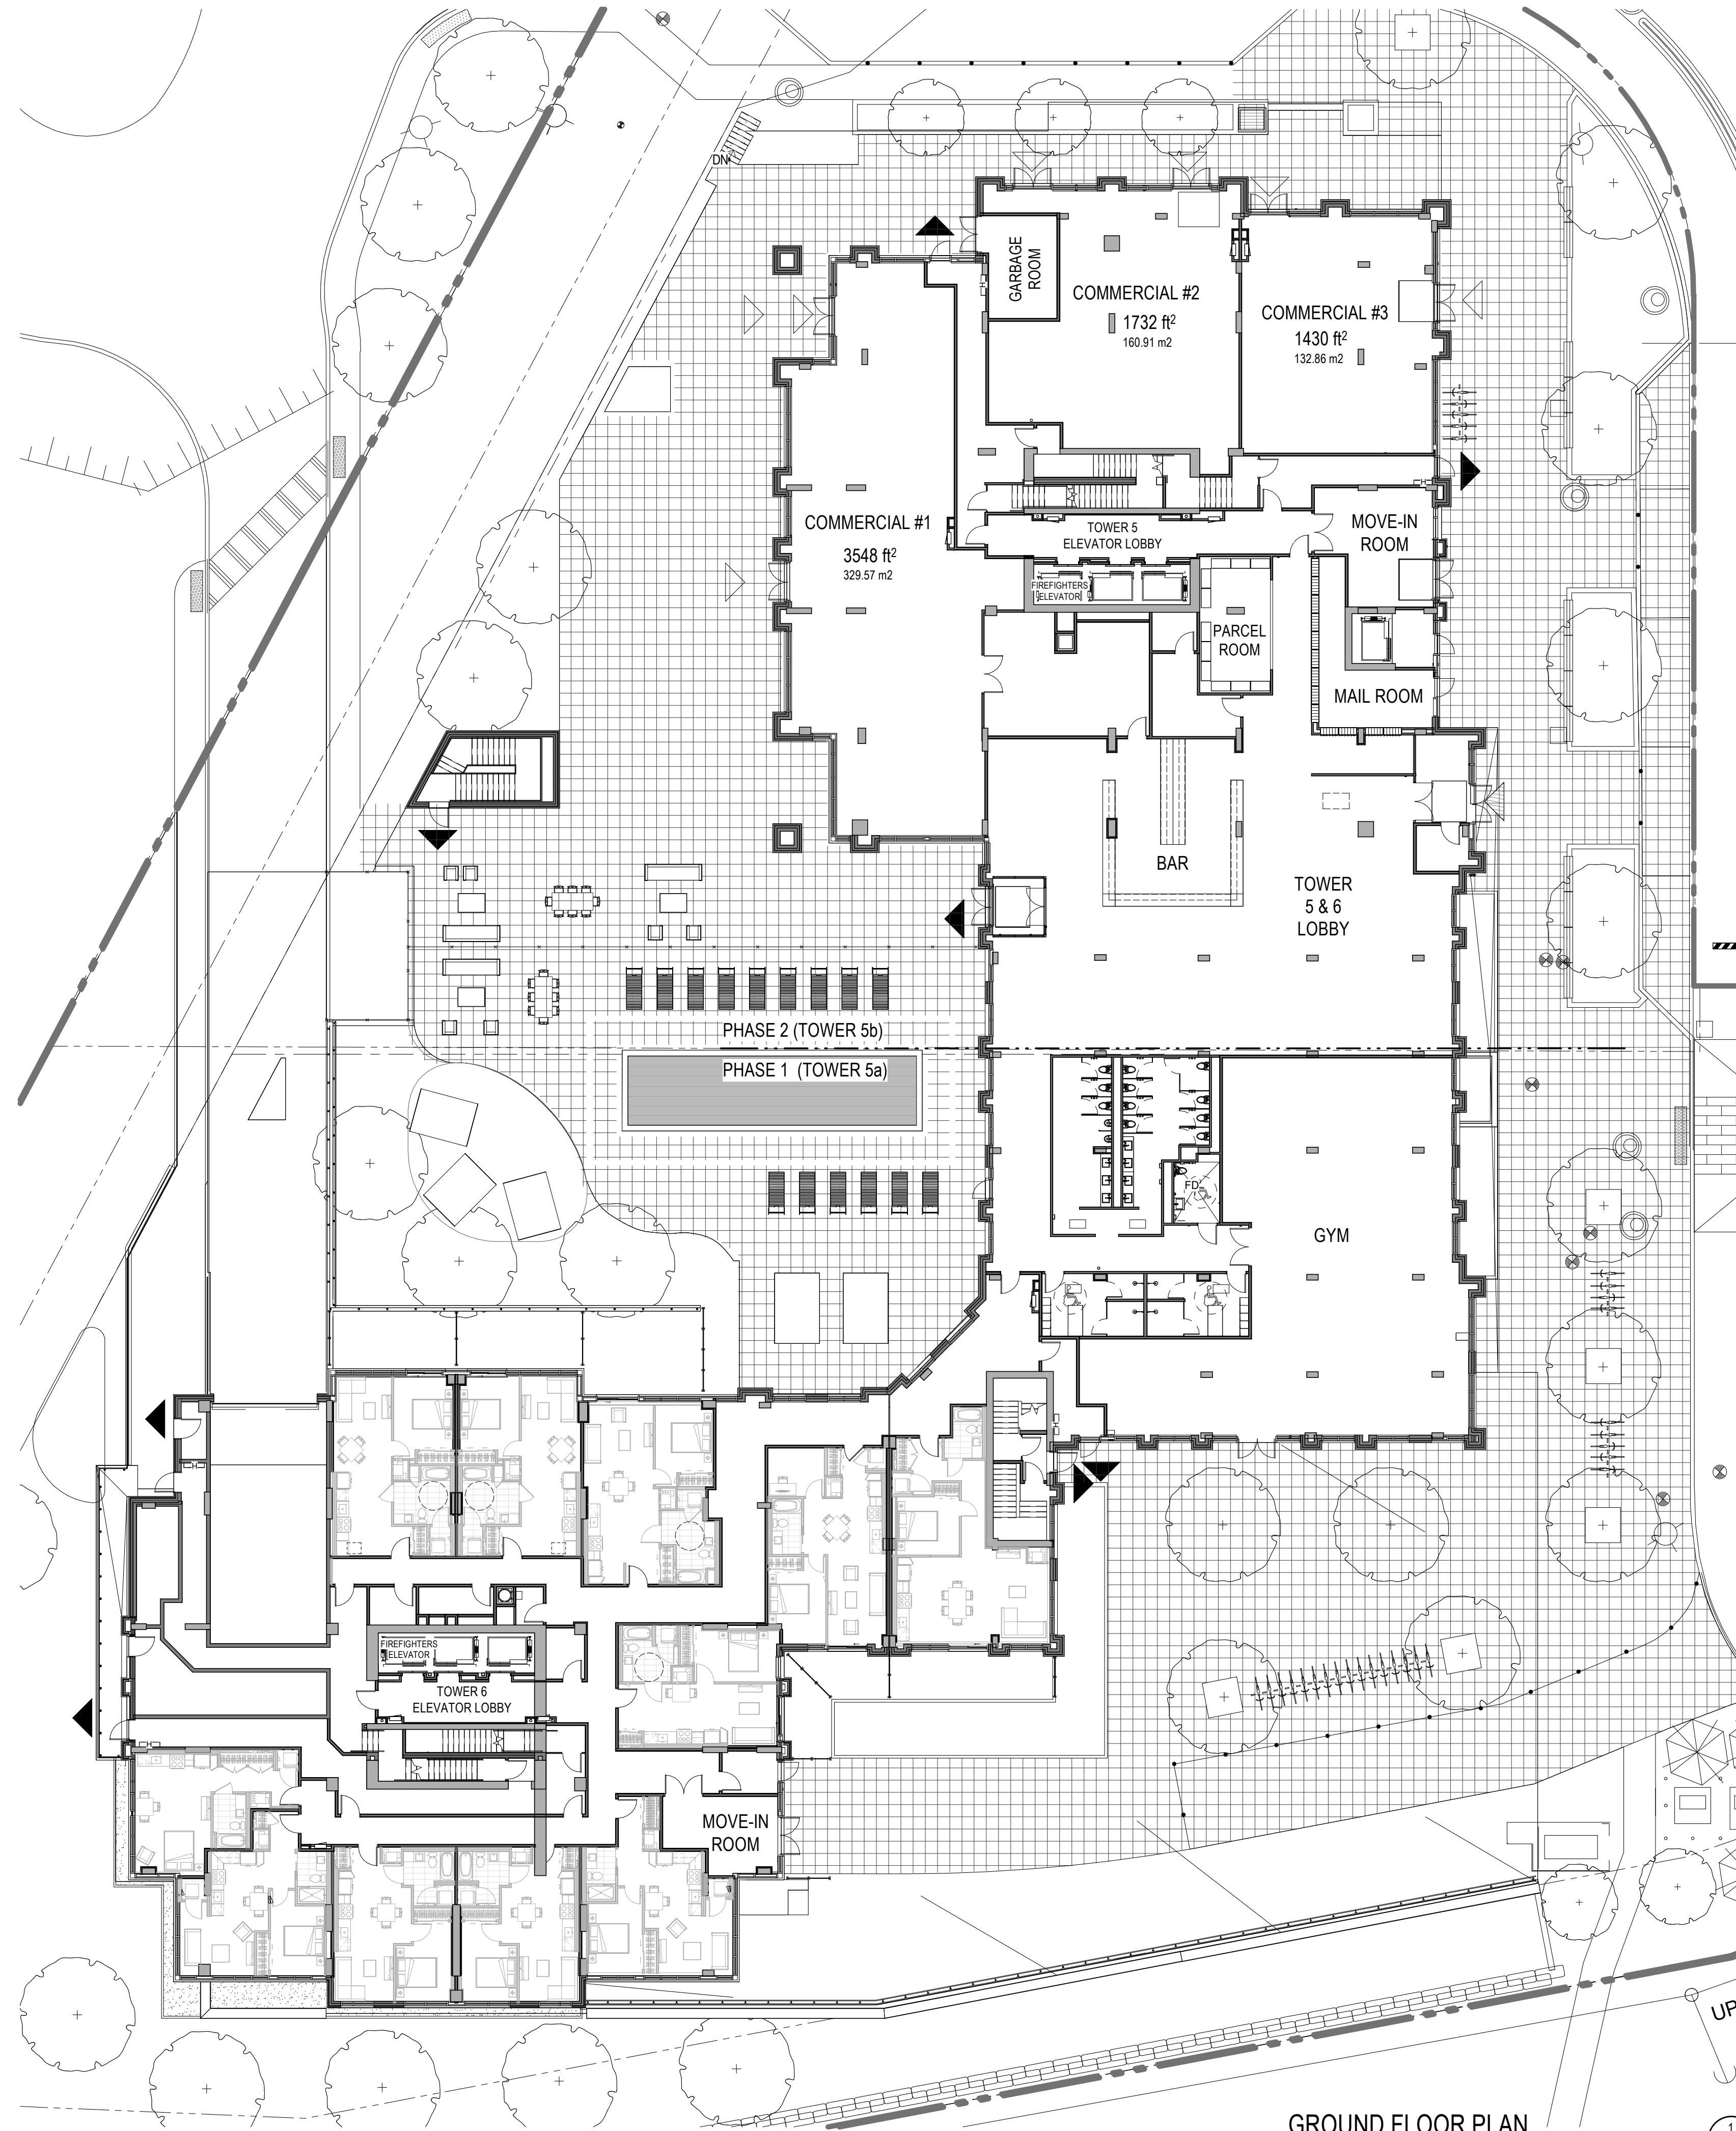 DN
GARBAGE
ROOM
COMMERCIAL #2
1732 ft²
160.91 m2
COMMERCIAL #3
1430 ft²
132.86 m2
COMMERCIAL #1
3548 ft²
329.57 m2
TOWER 5
ELEVATOR LOBBY
MOVE-IN
ROOM
FIREFIGHTERS
ELEVATOR
PARCEL
ROOM
MAIL ROOM
BAR
TOWER
5 & 6
LOBBY
PHASE 2 (TOWER 5b)
PHASE 1 (TOWER 5a)
FD
GYM
FIREFIGHTERS
ELEVATOR
TOWER 6
ELEVATOR LOBBY
MOVE-IN
ROOM
UP
GROUND FLOOR PLAN
1